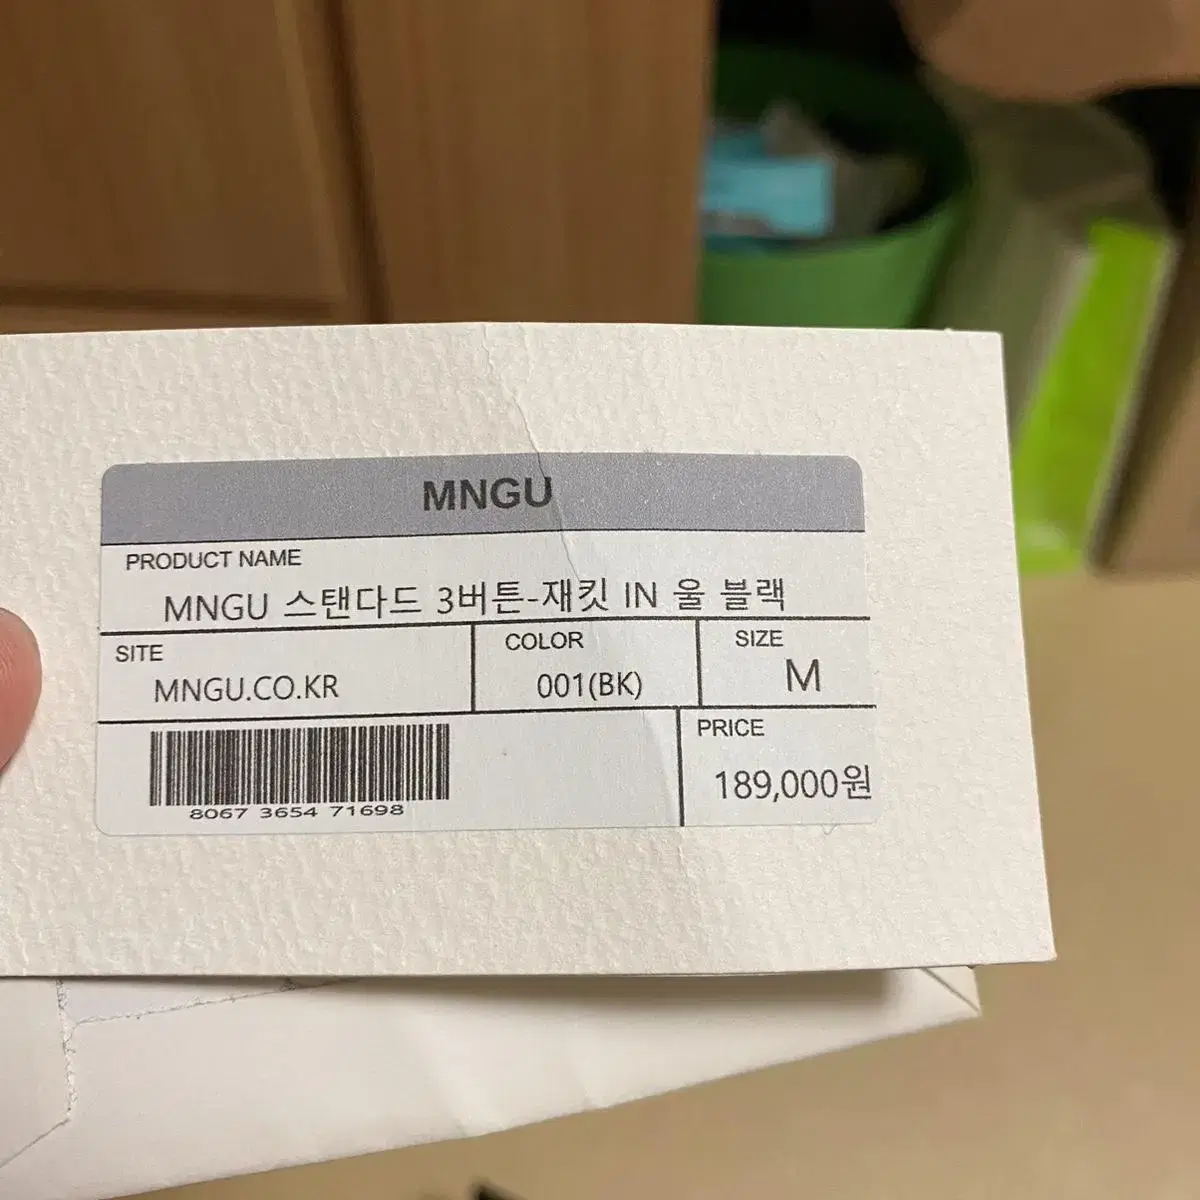 MNGU
PRODUCT NAME
MNGU 스탠다드 3버튼-재킷 IN 울 블랙
SITE
MNGU.CO.KR
COLOR
001(BK)
SIZE
M
8067 3654 71698
PRICE
189,000원